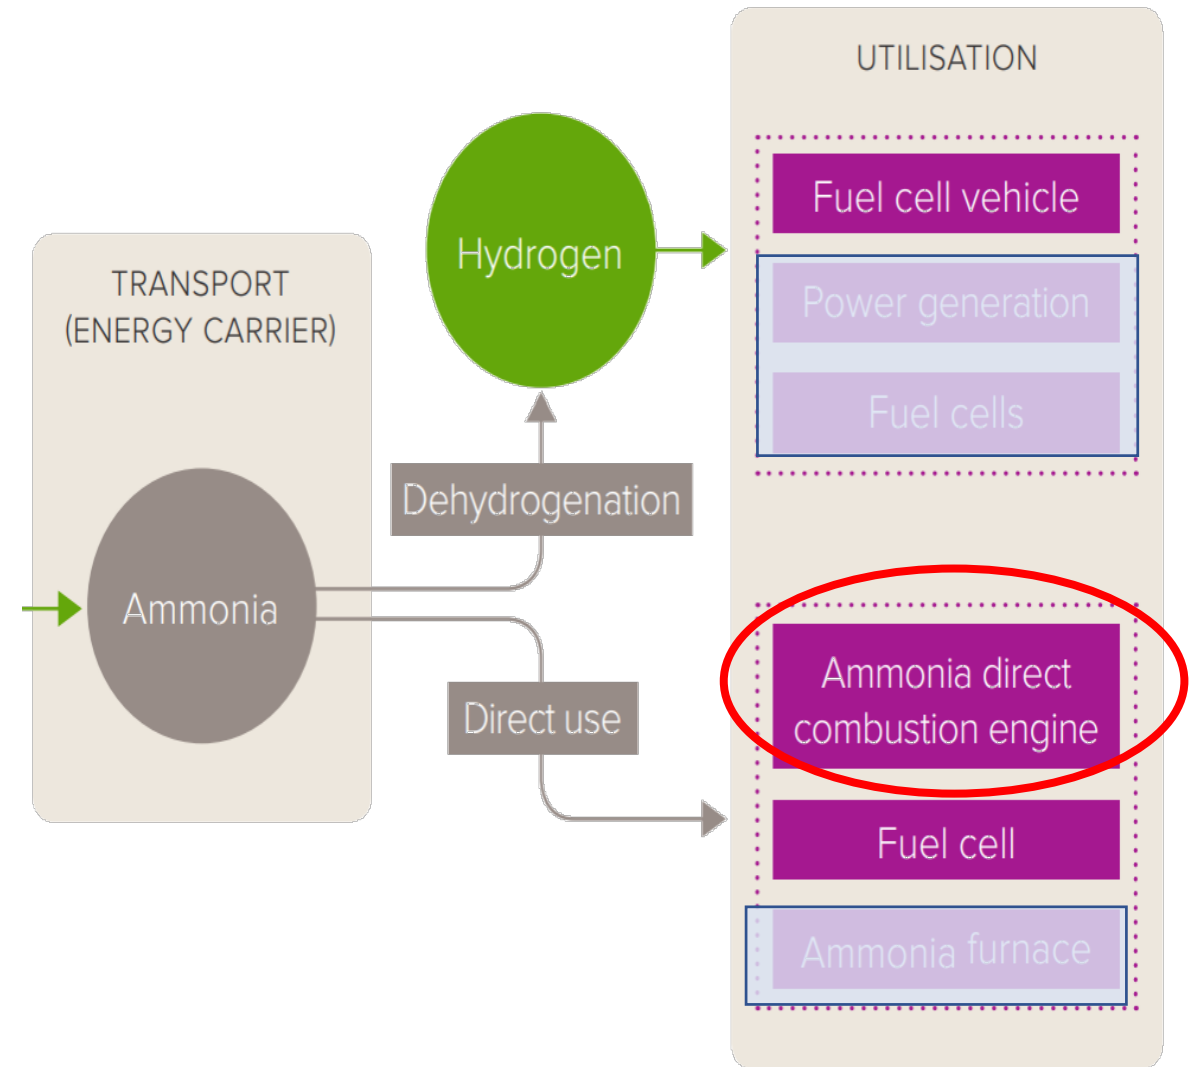 UTILISATION
Fuel cell vehicle
Hydrogen
Power generation
TRANSPORT
(ENERGY CARRIER)
Fuel cells
Dehydrogenation
Ammonia
Direct use
Ammonia direct
combustion engine
Fuel cell
Ammonia furnace